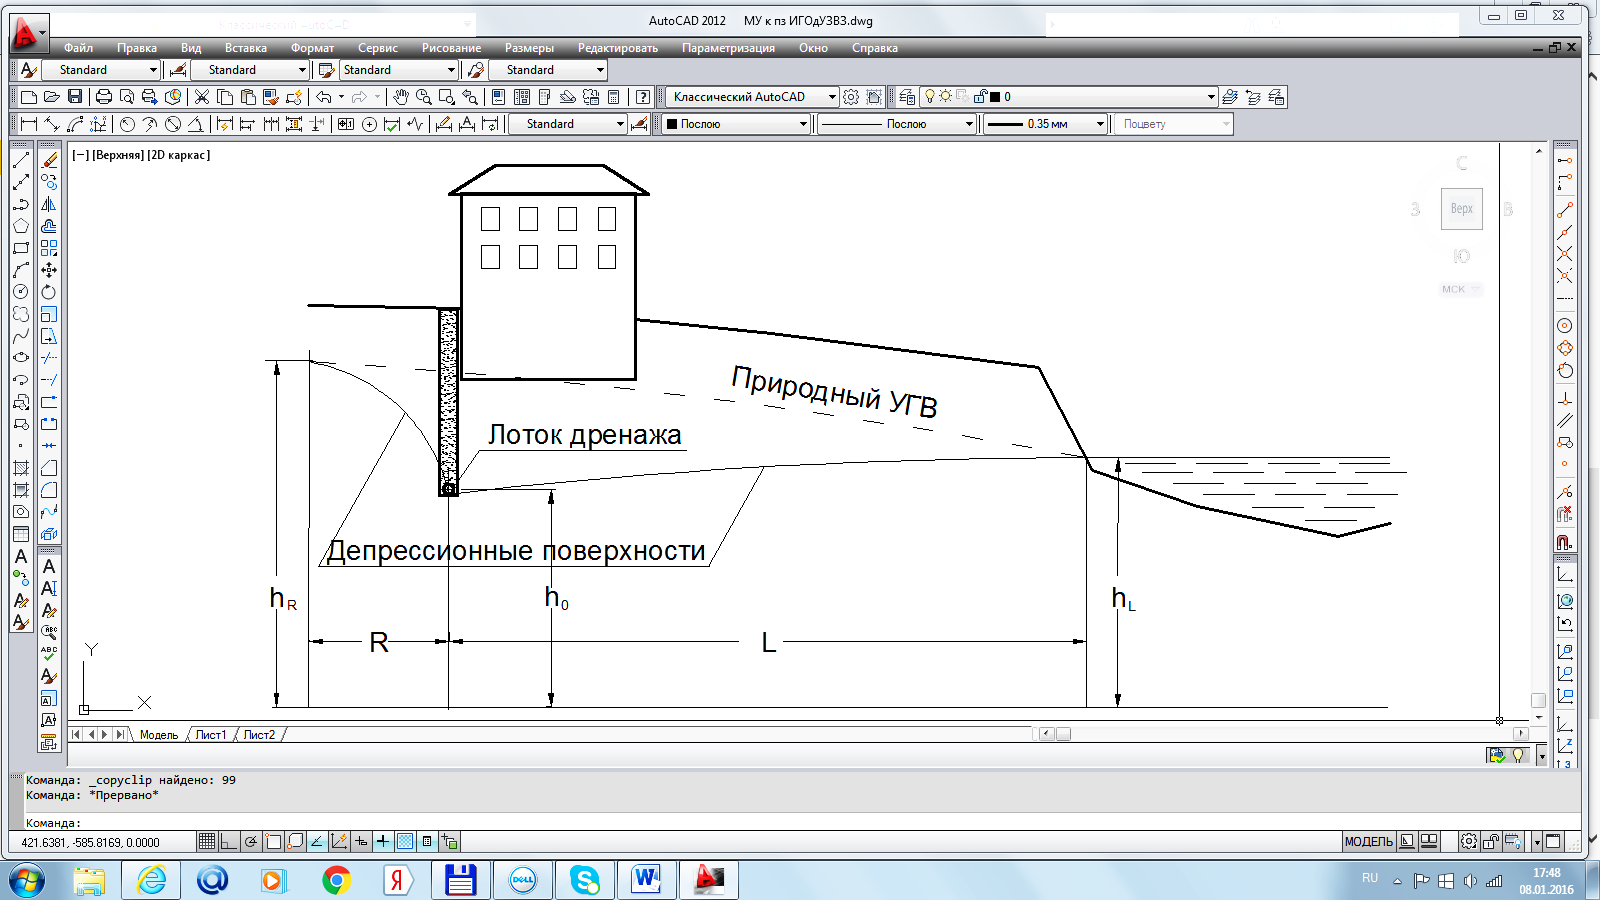 AutoCAD 2012 МУ к пз ИГОдУЗВЗ.dwg
Файл Правка Вид Вставка Формат Сервис Рисование Размеры Редактировать Параметризация Окно Справка
Standard Standard Standard Standard
Классический AutoCAD 0
Standard Послою Послою 0.35 мм Поцвету
[−] [Верхняя] [2D каркас]
С
З Верх В
Ю
МСК
Природный УГВ
Лоток дренажа
Депрессионные поверхности
hR h0 hL
R L
Y
X
Модель Лист1 Лист2
Команда: _copyclip найдено: 99
Команда: *Прервано*
Команда:
421.6381, -585.8169, 0.0000 МОДЕЛЬ
RU 17:48
08.01.2016